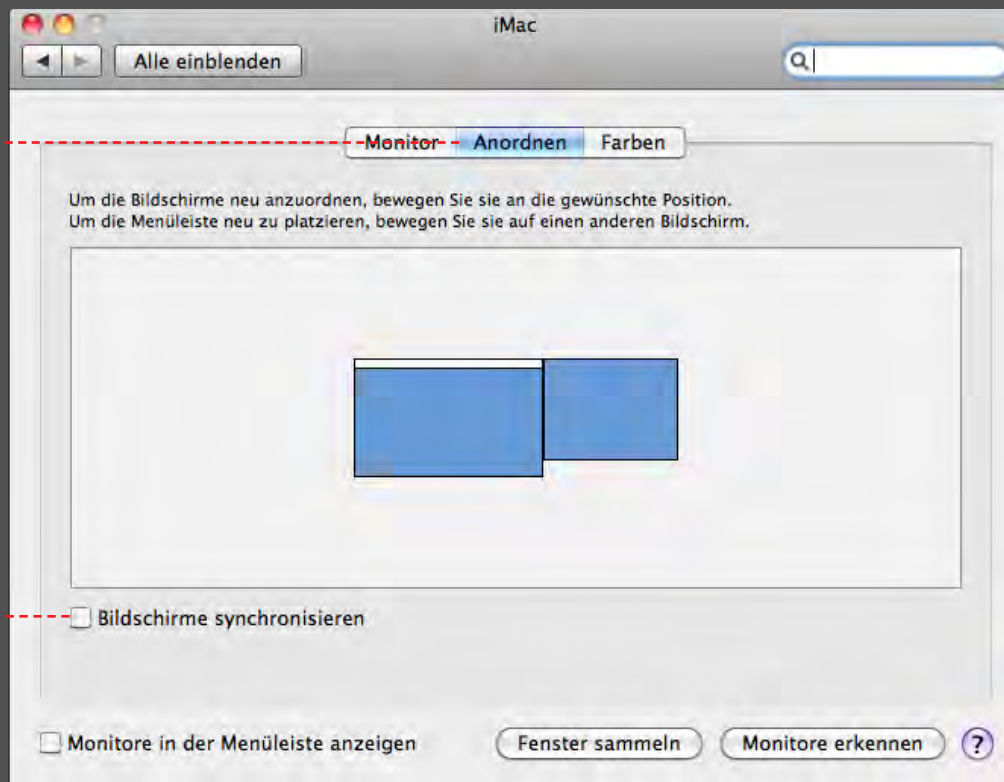 iMac
Alle einblenden
Monitor Anordnen Farben
Um die Bildschirme neu anzuordnen, bewegen Sie sie an die gewünschte Position.
Um die Menüleiste neu zu platzieren, bewegen Sie sie auf einen anderen Bildschirm.
Bildschirme synchronisieren
Monitore in der Menüleiste anzeigen Fenster sammeln Monitore erkennen ?